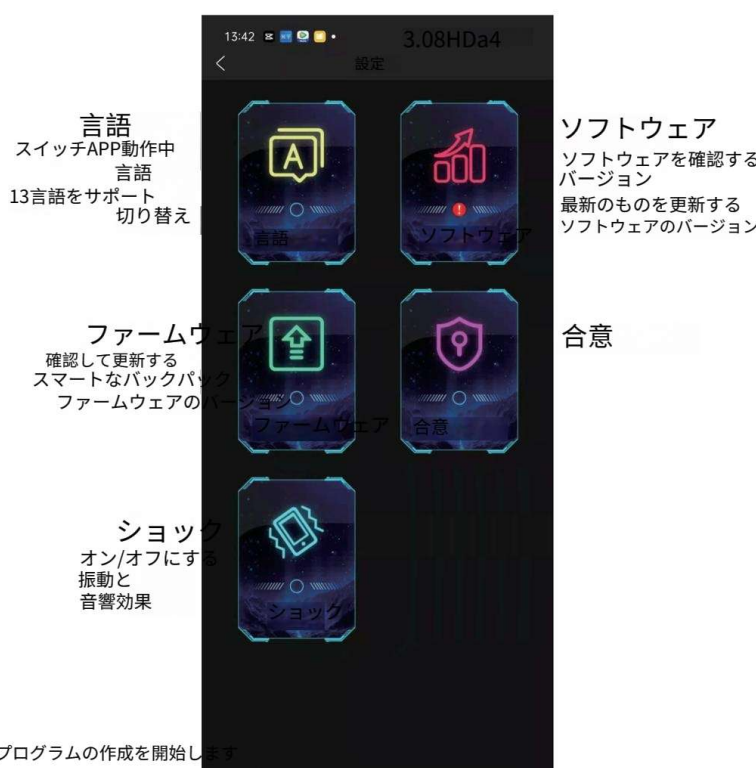 13:42
3.08HDa4
設定
言語
スイッチAPP動作中
言語
13言語をサポート
切り替え
A
言語
ソフトウェア
ソフトウェア
ソフトウェアを確認する
バージョン
最新のものを更新する
ソフトウェアのバージョン
ファームウェア
確認して更新する
スマートなバックパック
ファームウェアのバージョン
ファームウェア
合意
合意
ショック
オン/オフにする
振動と
音響効果
ショック
プログラムの作成を開始します